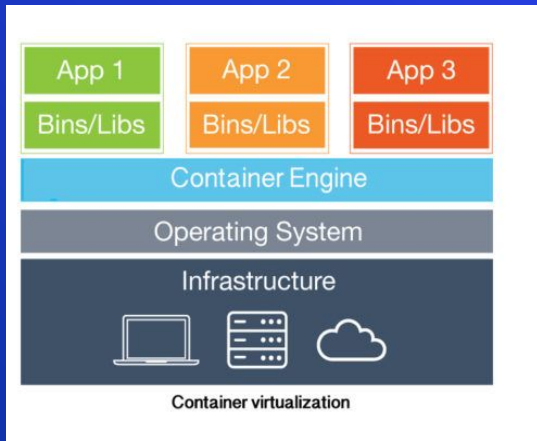 App 1 App 2 App 3
Bins/Libs Bins/Libs Bins/Libs
Container Engine
Operating System
Infrastructure
Container virtualization